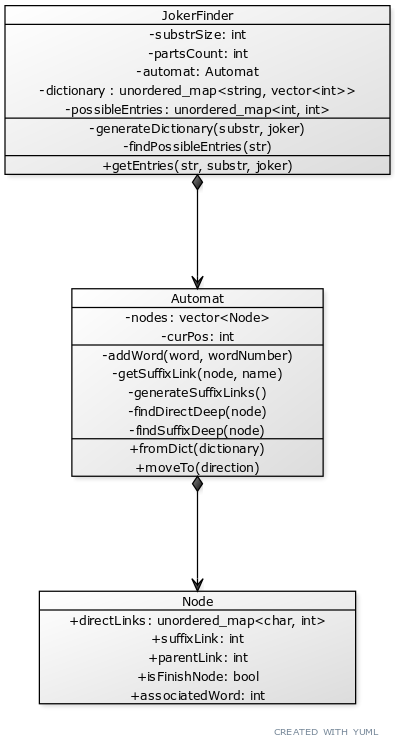 JokerFinder
-substrSize: int
-partsCount: int
-automat: Automat
-dictionary : unordered_map<string, vector<int>>
-possibleEntries: unordered_map<int, int>
-generateDictionary(substr, joker)
-findPossibleEntries(str)
+getEntries(str, substr, joker)
Automat
-nodes: vector<Node>
-curPos: int
-addWord(word, wordNumber)
-getSuffixLink(node, name)
-generateSuffixLinks()
-findDirectDeep(node)
-findSuffixDeep(node)
+fromDict(dictionary)
+moveTo(direction)
Node
+directLinks: unordered_map<char, int>
+suffixLink: int
+parentLink: int
+isFinishNode: bool
+associatedWord: int
CREATED WITH YUML